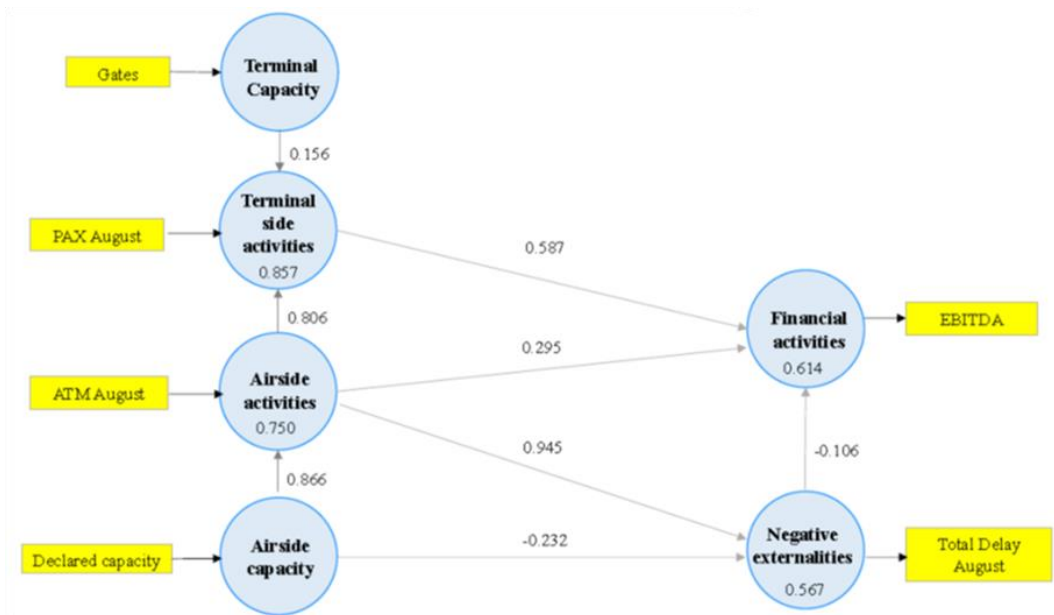 Gates
Terminal
Capacity
0.156
PAX August
Terminal
side
activities
0.857
0.587
0.806
Financial
activities
0.614
EBITDA
ATM August
Airside
activities
0.750
0.295
0.945
-0.106
0.866
Declared capacity
Airside
capacity
-0.232
Negative
externalities
0.567
Total Delay
August